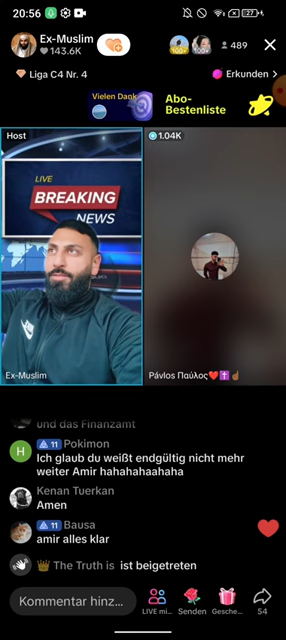 20:56
27
Ex-Muslim
143.6K
100+
100+
489
Liga C4 Nr. 4
Erkunden >
Vielen Dank
Abo-
Bestenliste
Host
1.04K
LIVE
BREAKING
NEWS
Ex-Muslim
Pávlos Παύλος❤️✝️☝🏾
und das Finanzamt
11 Pokimon
Ich glaub du weißt endgültig nicht mehr
weiter Amir hahahahaahaha
Kenan Tuerkan
Amen
11 Bausa
amir alles klar
The Truth is ist beigetreten
Kommentar hinz...
LIVE mi...
Senden
Gesche...
54